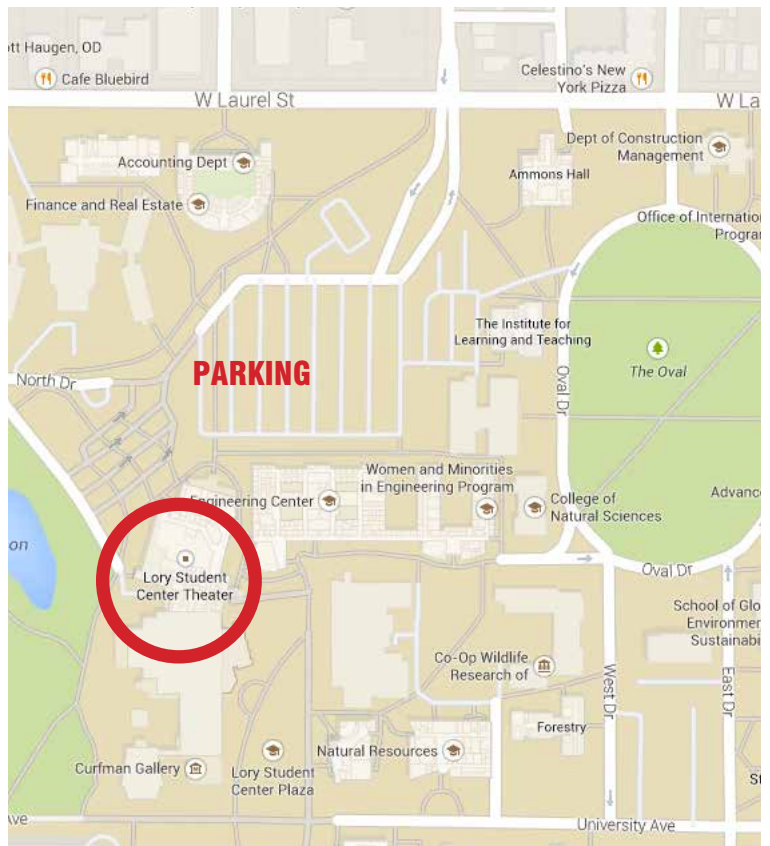 ott Haugen, OD
Cafe Bluebird
Celestino's New
York Pizza
W Laurel St
W La
Dept of Construction
Management
Accounting Dept
Ammons Hall
Finance and Real Estate
Office of Internatio
Progra
The Institute for
Learning and Teaching
PARKING
The Oval
North Dr
Oval Dr
Women and Minorities
in Engineering Program
Engineering Center
College of
Natural Sciences
Advanc
on
Lory Student
Center Theater
Oval Dr
School of Glo
Environmen
Sustainabi
Co-Op Wildlife
Research of
West Dr
East Dr
Forestry
Natural Resources
Curfman Gallery
Lory Student
Center Plaza
St
Ave
University Ave